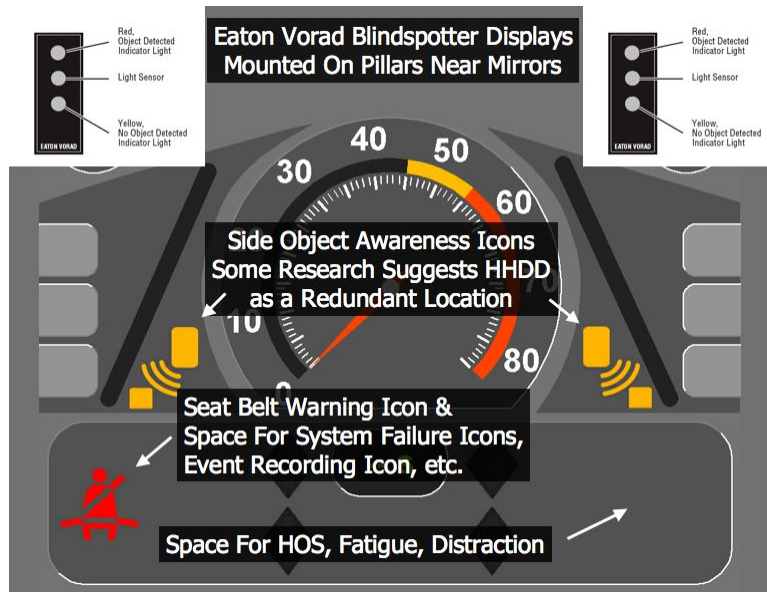 Red,
Object Detected
Indicator Light
Light Sensor
Yellow,
No Object Detected
Indicator Light
EATON VORAD
Eaton Vorad Blindspotter Displays
Mounted On Pillars Near Mirrors
Red,
Object Detected
Indicator Light
Light Sensor
Yellow,
No Object Detected
Indicator Light
EATON VORAD
40
50
30
60
Side Object Awareness Icons
Some Research Suggests HHDD
as a Redundant Location
70
10
80
0
Seat Belt Warning Icon &
Space For System Failure Icons,
Event Recording Icon, etc.
Space For HOS, Fatigue, Distraction